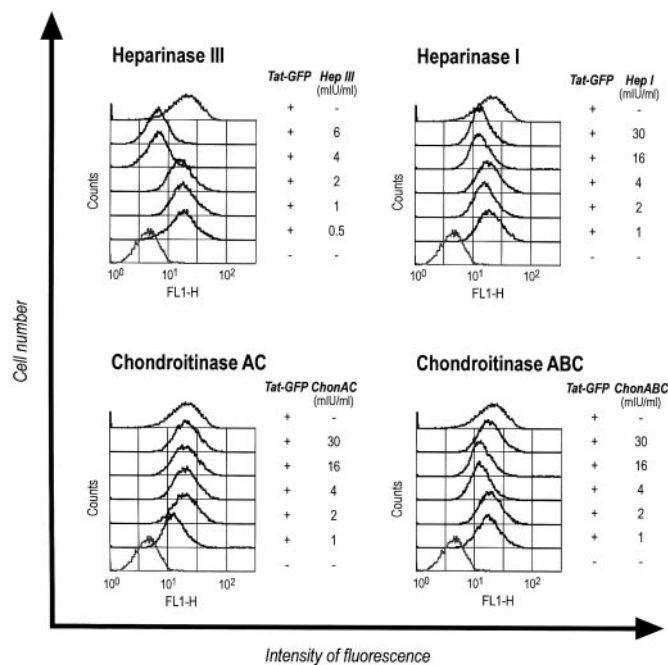 Heparinase III
Tat-GFP Hep III
(mIU/ml)
+ -
+ 6
+ 4
+ 2
+ 1
+ 0.5
- -
Counts
10⁰ 10¹ 10²
FL1-H
Heparinase I
Tat-GFP Hep I
(mIU/ml)
+ -
+ 30
+ 16
+ 4
+ 2
+ 1
- -
Counts
10⁰ 10¹ 10²
FL1-H
Cell number
Chondroitinase AC
Tat-GFP ChonAC
(mIU/ml)
+ -
+ 30
+ 16
+ 4
+ 2
+ 1
- -
Counts
10⁰ 10¹ 10²
FL1-H
Chondroitinase ABC
Tat-GFP ChonABC
(mIU/ml)
+ -
+ 30
+ 16
+ 4
+ 2
+ 1
- -
Counts
10⁰ 10¹ 10²
FL1-H
Intensity of fluorescence